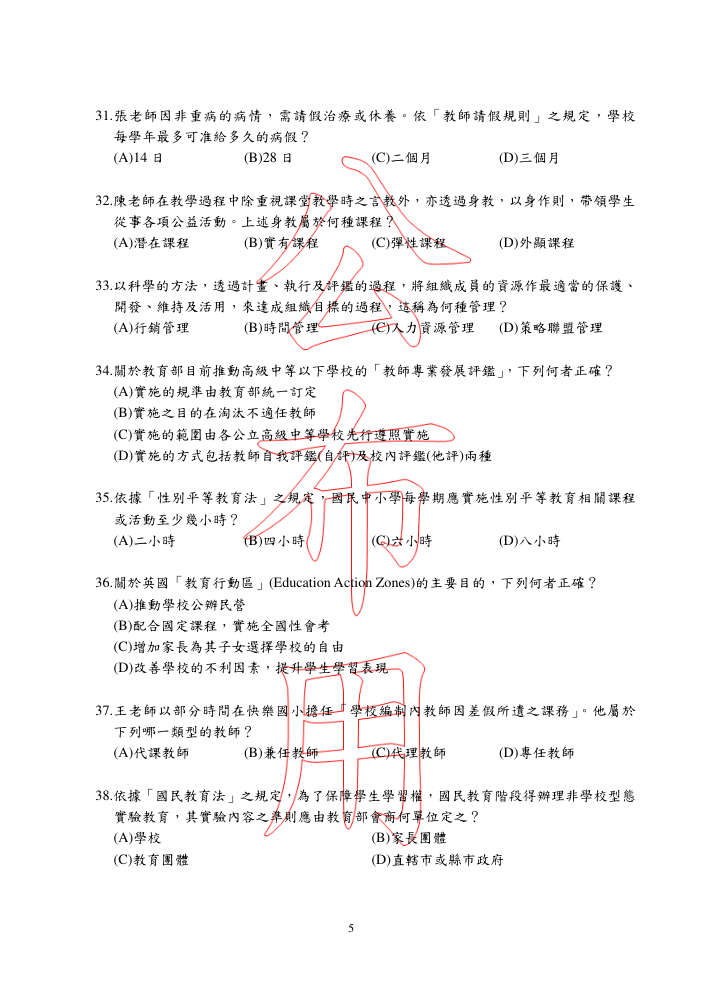 31.張老師因非重病的病情，需請假治療或休養。依「教師請假規則」之規定，學校
每學年最多可准給多久的病假？
(A)14 日 (B)28 日 (C)二個月 (D)三個月
32.陳老師在教學過程中除重視課堂教學時之言教外，亦透過身教，以身作則，帶領學生
從事各項公益活動。上述身教屬於何種課程？
(A)潛在課程 (B)實有課程 (C)彈性課程 (D)外顯課程
33.以科學的方法，透過計畫、執行及評鑑的過程，將組織成員的資源作最適當的保護、
開發、維持及活用，來達成組織目標的過程，這稱為何種管理？
(A)行銷管理 (B)時間管理 (C)人力資源管理 (D)策略聯盟管理
34.關於教育部目前推動高級中等以下學校的「教師專業發展評鑑」，下列何者正確？
(A)實施的規準由教育部統一訂定
(B)實施之目的在淘汰不適任教師
(C)實施的範圍由各公立高級中等學校先行遵照實施
(D)實施的方式包括教師自我評鑑(自評)及校內評鑑(他評)兩種
35.依據「性別平等教育法」之規定，國民中小學每學期應實施性別平等教育相關課程
或活動至少幾小時？
(A)二小時 (B)四小時 (C)六小時 (D)八小時
36.關於英國「教育行動區」(Education Action Zones)的主要目的，下列何者正確？
(A)推動學校公辦民營
(B)配合國定課程，實施全國性會考
(C)增加家長為其子女選擇學校的自由
(D)改善學校的不利因素，提升學生學習表現
37.王老師以部分時間在快樂國小擔任「學校編制內教師因差假所遺之課務」。他屬於
下列哪一類型的教師？
(A)代課教師 (B)兼任教師 (C)代理教師 (D)專任教師
38.依據「國民教育法」之規定，為了保障學生學習權，國民教育階段得辦理非學校型態
實驗教育，其實驗內容之準則應由教育部會商何單位定之？
(A)學校 (B)家長團體
(C)教育團體 (D)直轄市或縣市政府
公布用
5